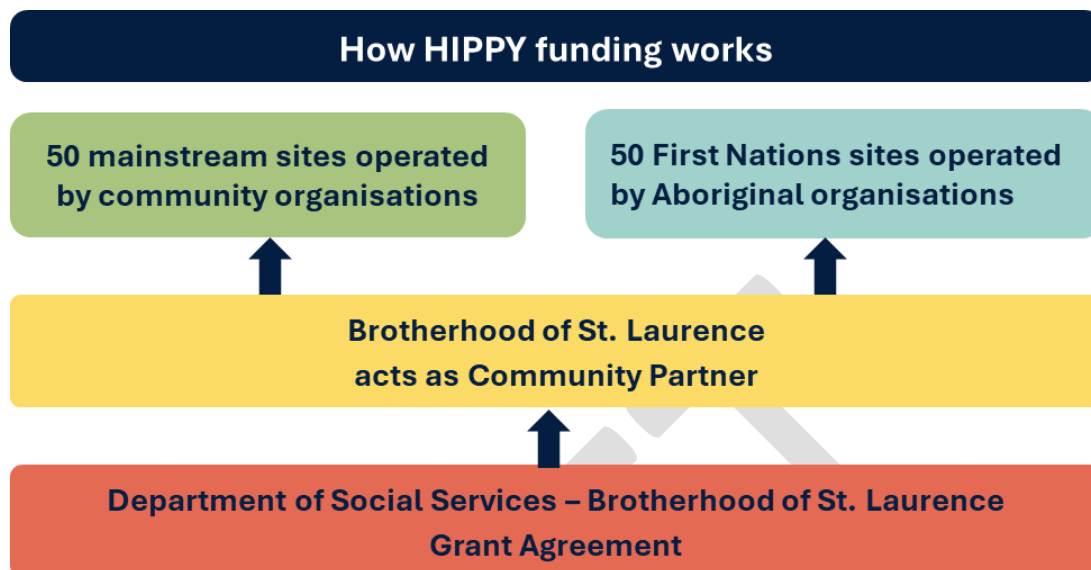 How HIPPY funding works
50 mainstream sites operated
by community organisations
50 First Nations sites operated
by Aboriginal organisations
Brotherhood of St. Laurence
acts as Community Partner
Department of Social Services – Brotherhood of St. Laurence
Grant Agreement